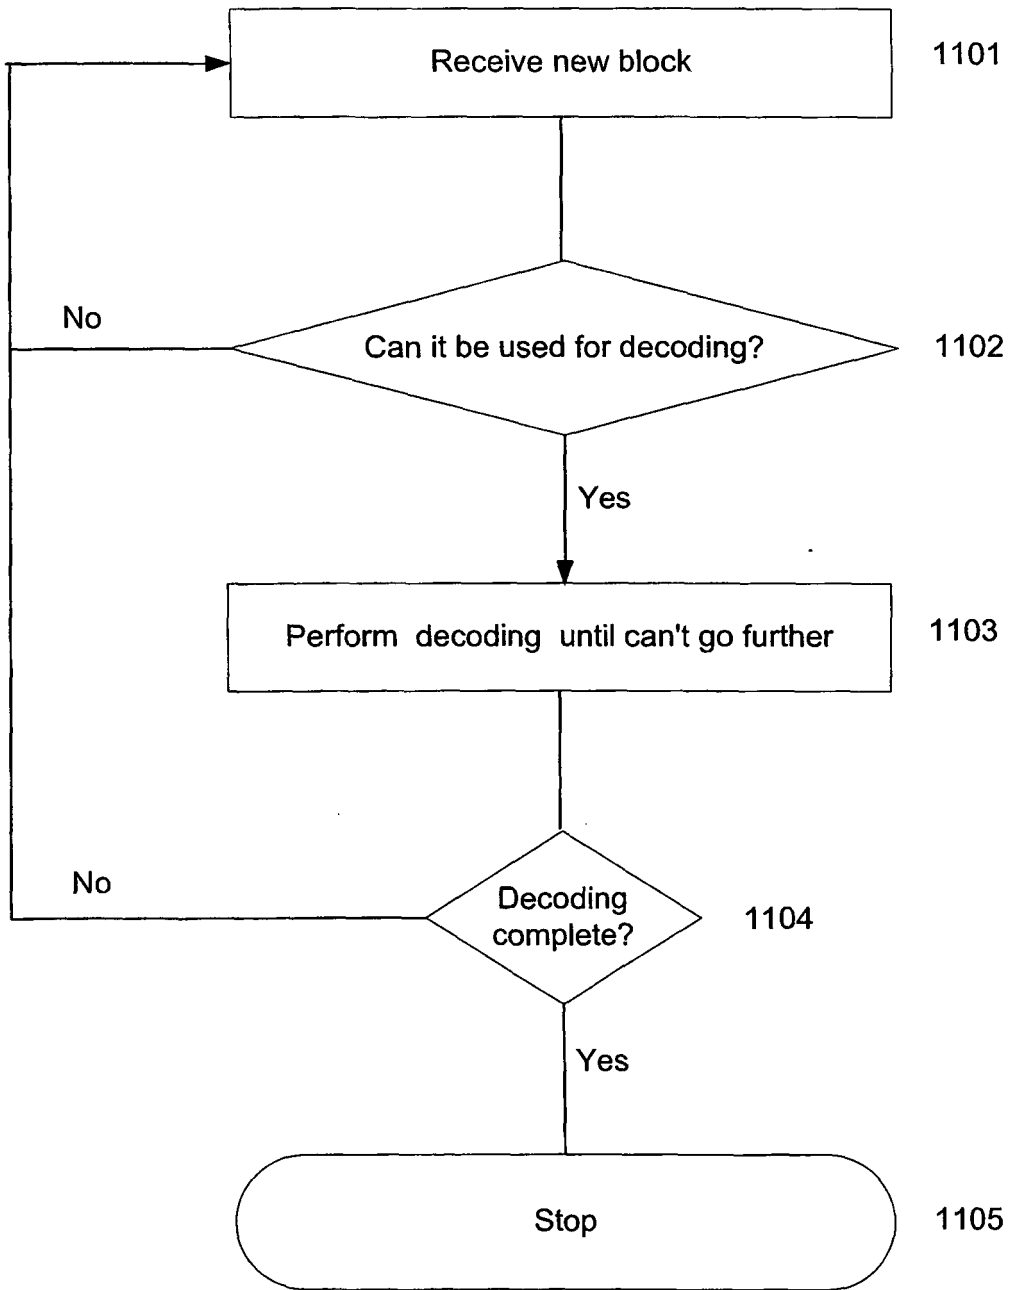 Receive new block
1101
No
Can it be used for decoding?
1102
Yes
Perform decoding until can't go further
1103
No
Decoding
complete?
1104
Yes
Stop
1105